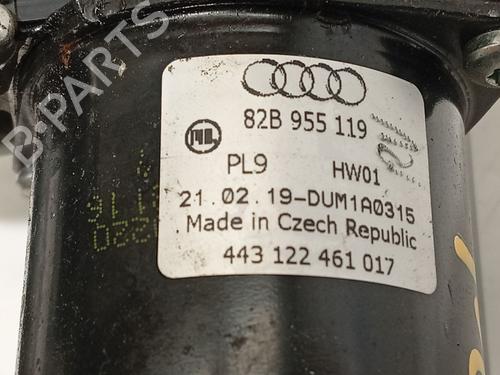 B-PARTS
82B 955 119
PL9 HW01
21.02.19-DUM1A0315
Made in Czech Republic
443 122 461 017